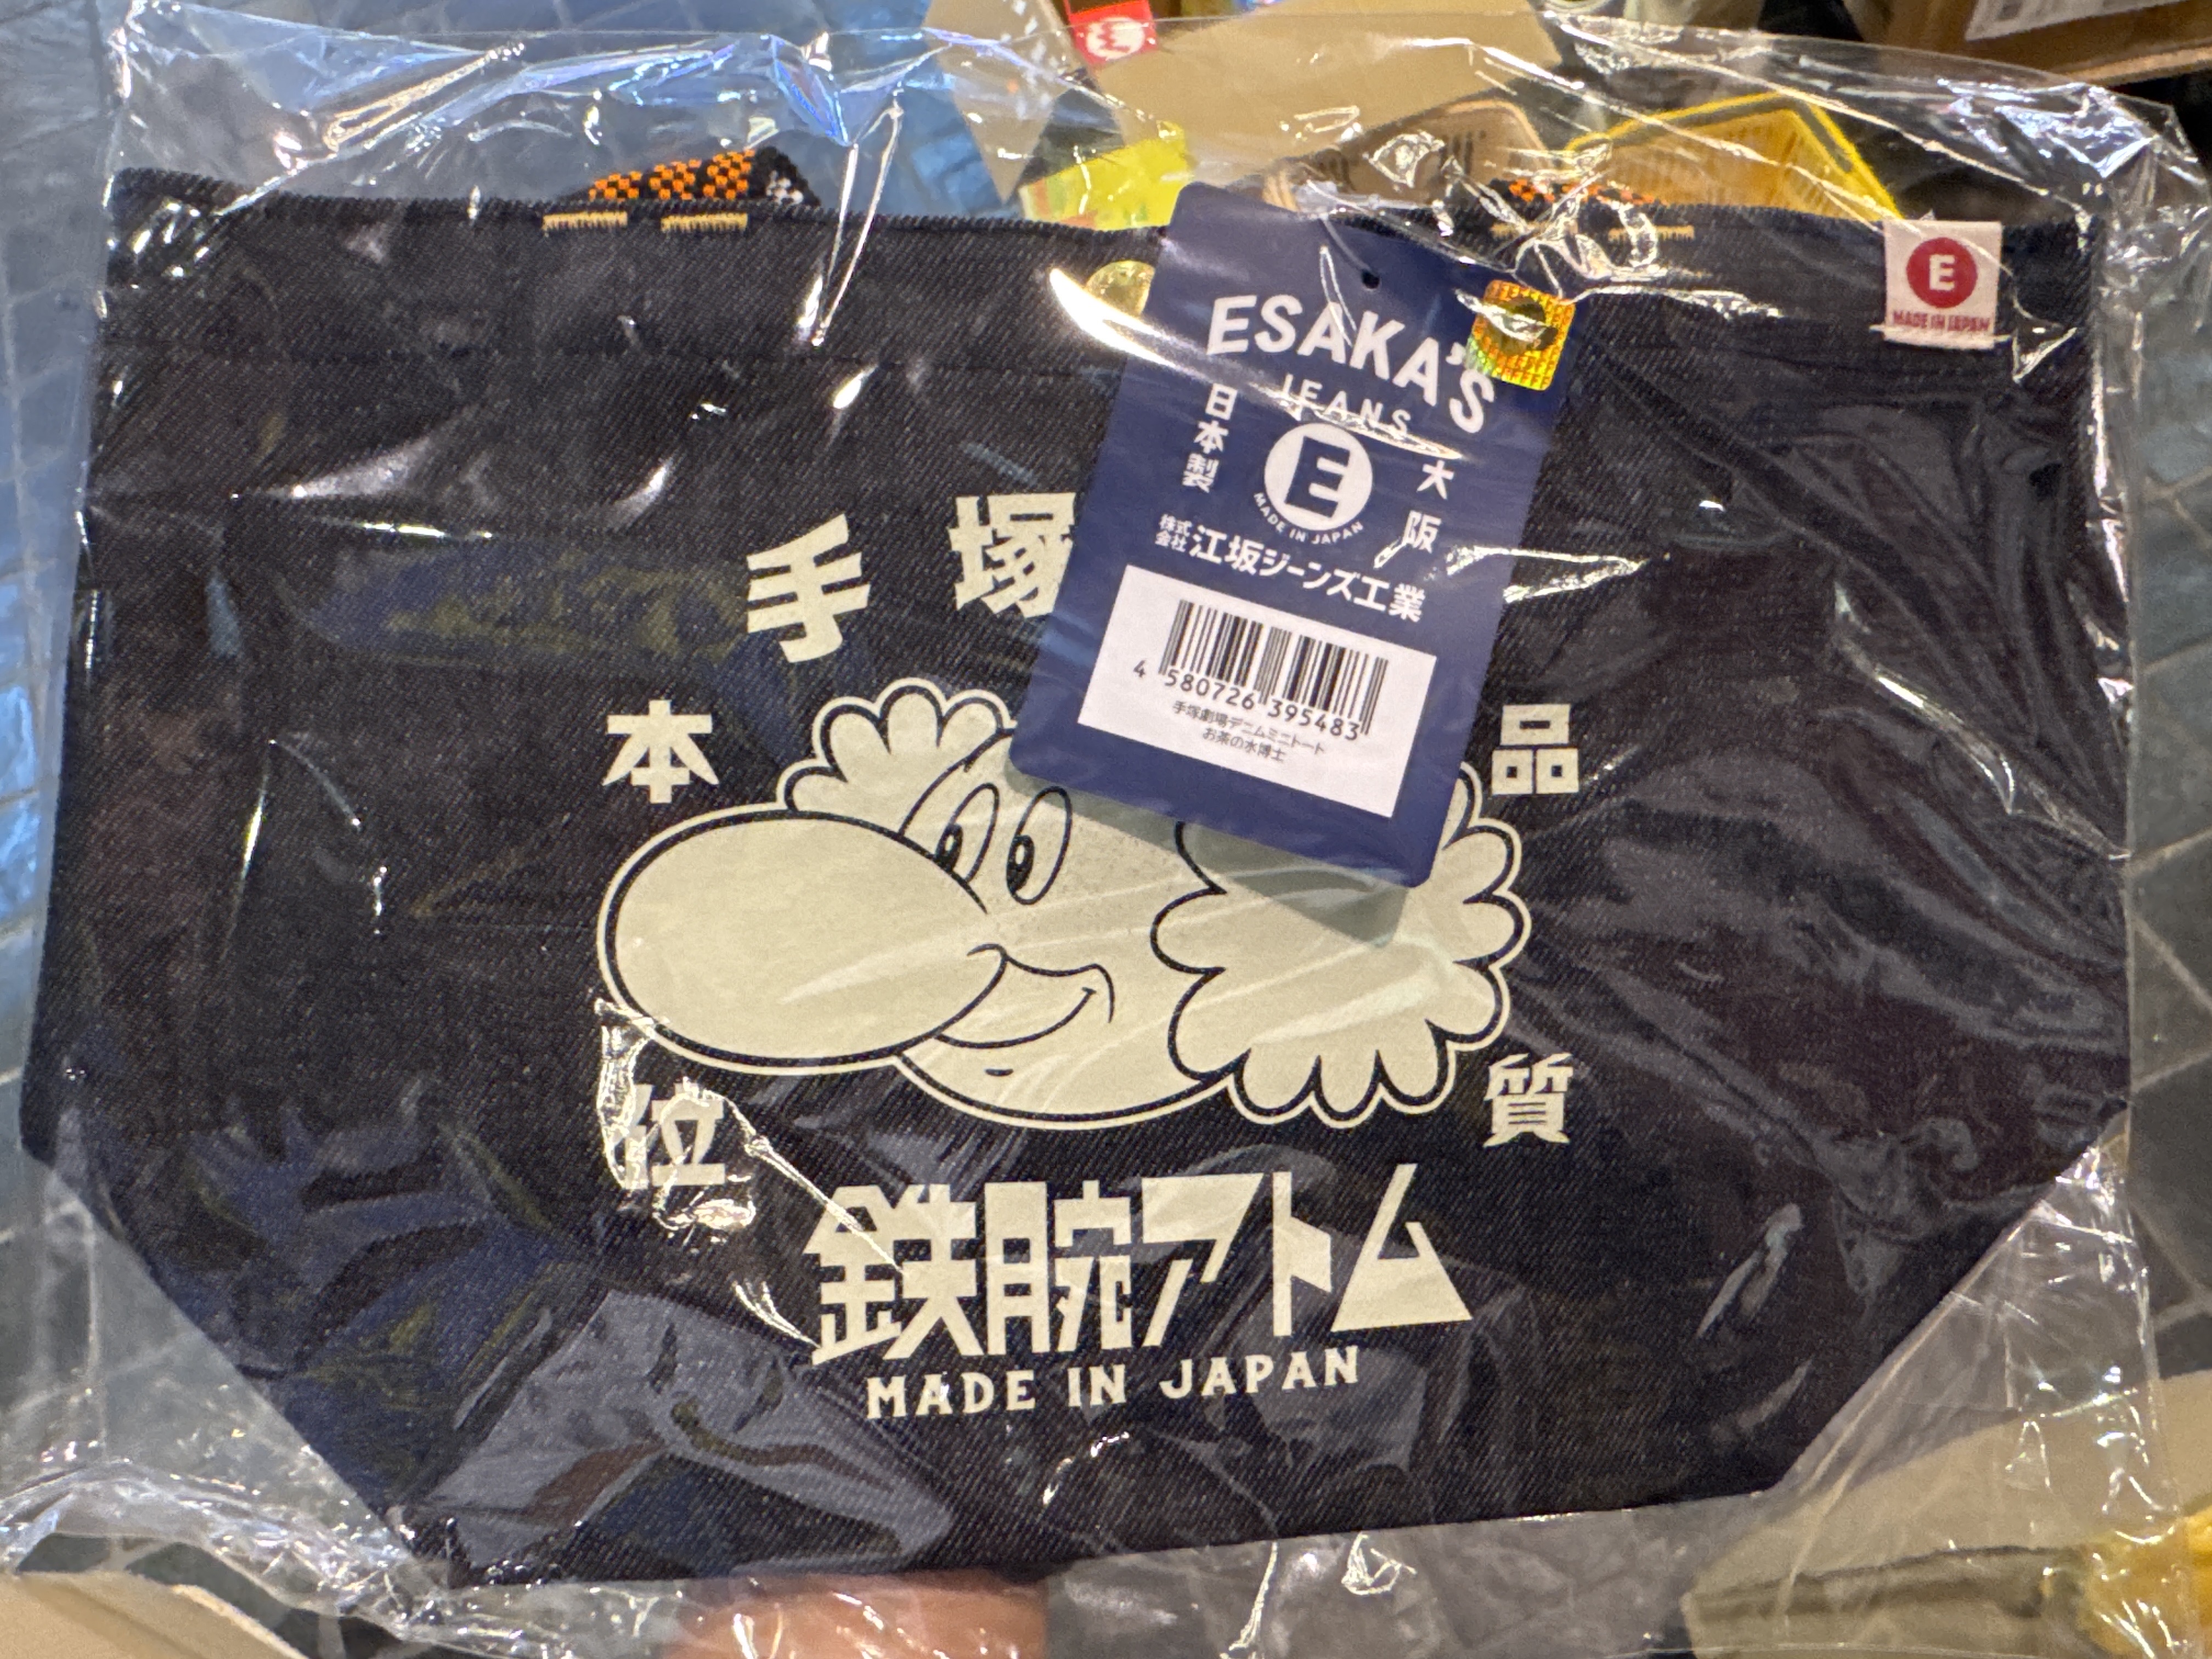 ESAKA'S
JEANS
日本製
E
MADE IN JAPAN
大阪
株式会社江坂ジーンズ工業
4 580726 395483
手塚劇場デニムミニトート
お茶の水博士
E
MADE IN JAPAN
手塚
本位
品質
鉄腕アトム
MADE IN JAPAN